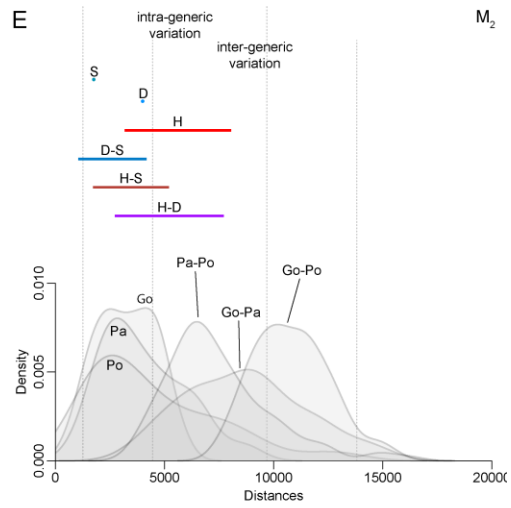 E
M2
intra-generic
variation
inter-generic
variation
S
D
H
D-S
H-S
H-D
Pa-Po
Go-Po
Go-Pa
Go
Pa
Po
0.010
0.005
0.000
Density
0
5000
10000
15000
20000
Distances